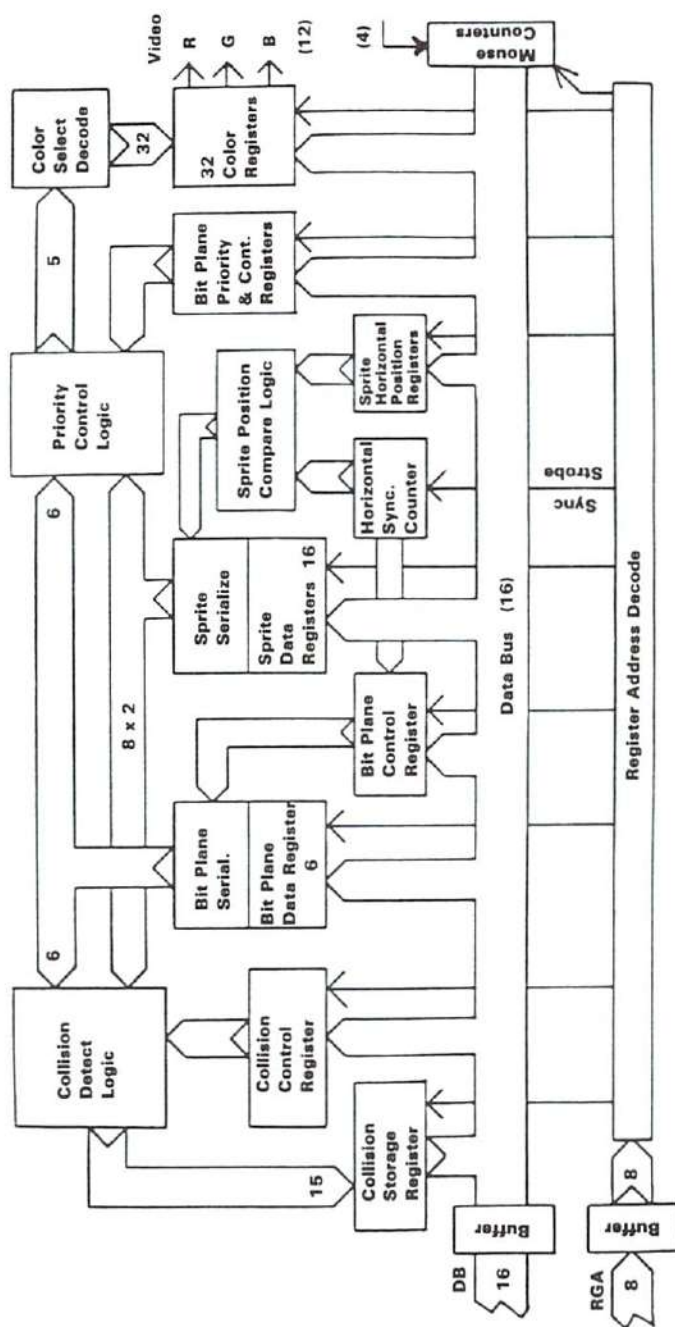 Video
R
G
B
(12)
(4)
Mouse
Counters
Color
Select
Decode
32
32
Color
Registers
5
Bit Plane
Priority
& Cont.
Registers
Priority
Control
Logic
Sprite Position
Compare Logic
Sprite
Horizontal
Position
Registers
Horizontal
Sync.
Counter
6
8 x 2
Sprite
Serialize
Sprite
Data
Registers 16
Strobe
Sync
Bit Plane
Control
Register
Bit Plane
Serial.
Bit Plane
Data Register
6
6
Collision
Detect
Logic
Collision
Control
Register
15
Collision
Storage
Register
Data Bus (16)
Register Address Decode
DB
16
Buffer
RGA
8
Buffer
8